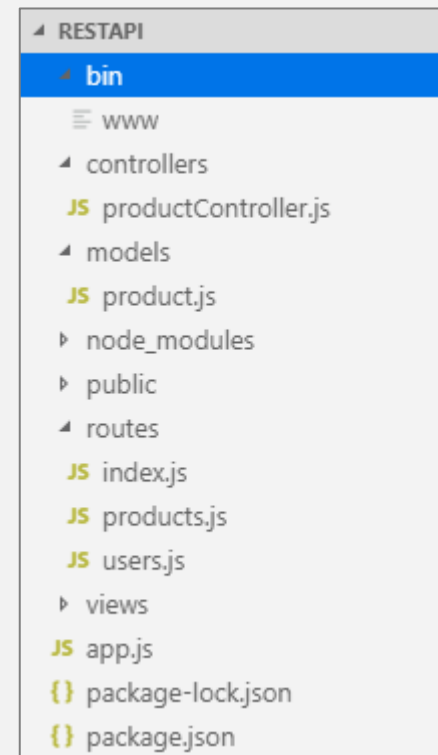 RESTAPI
bin
www
controllers
JS productController.js
models
JS product.js
node_modules
public
routes
JS index.js
JS products.js
JS users.js
views
JS app.js
{} package-lock.json
{} package.json